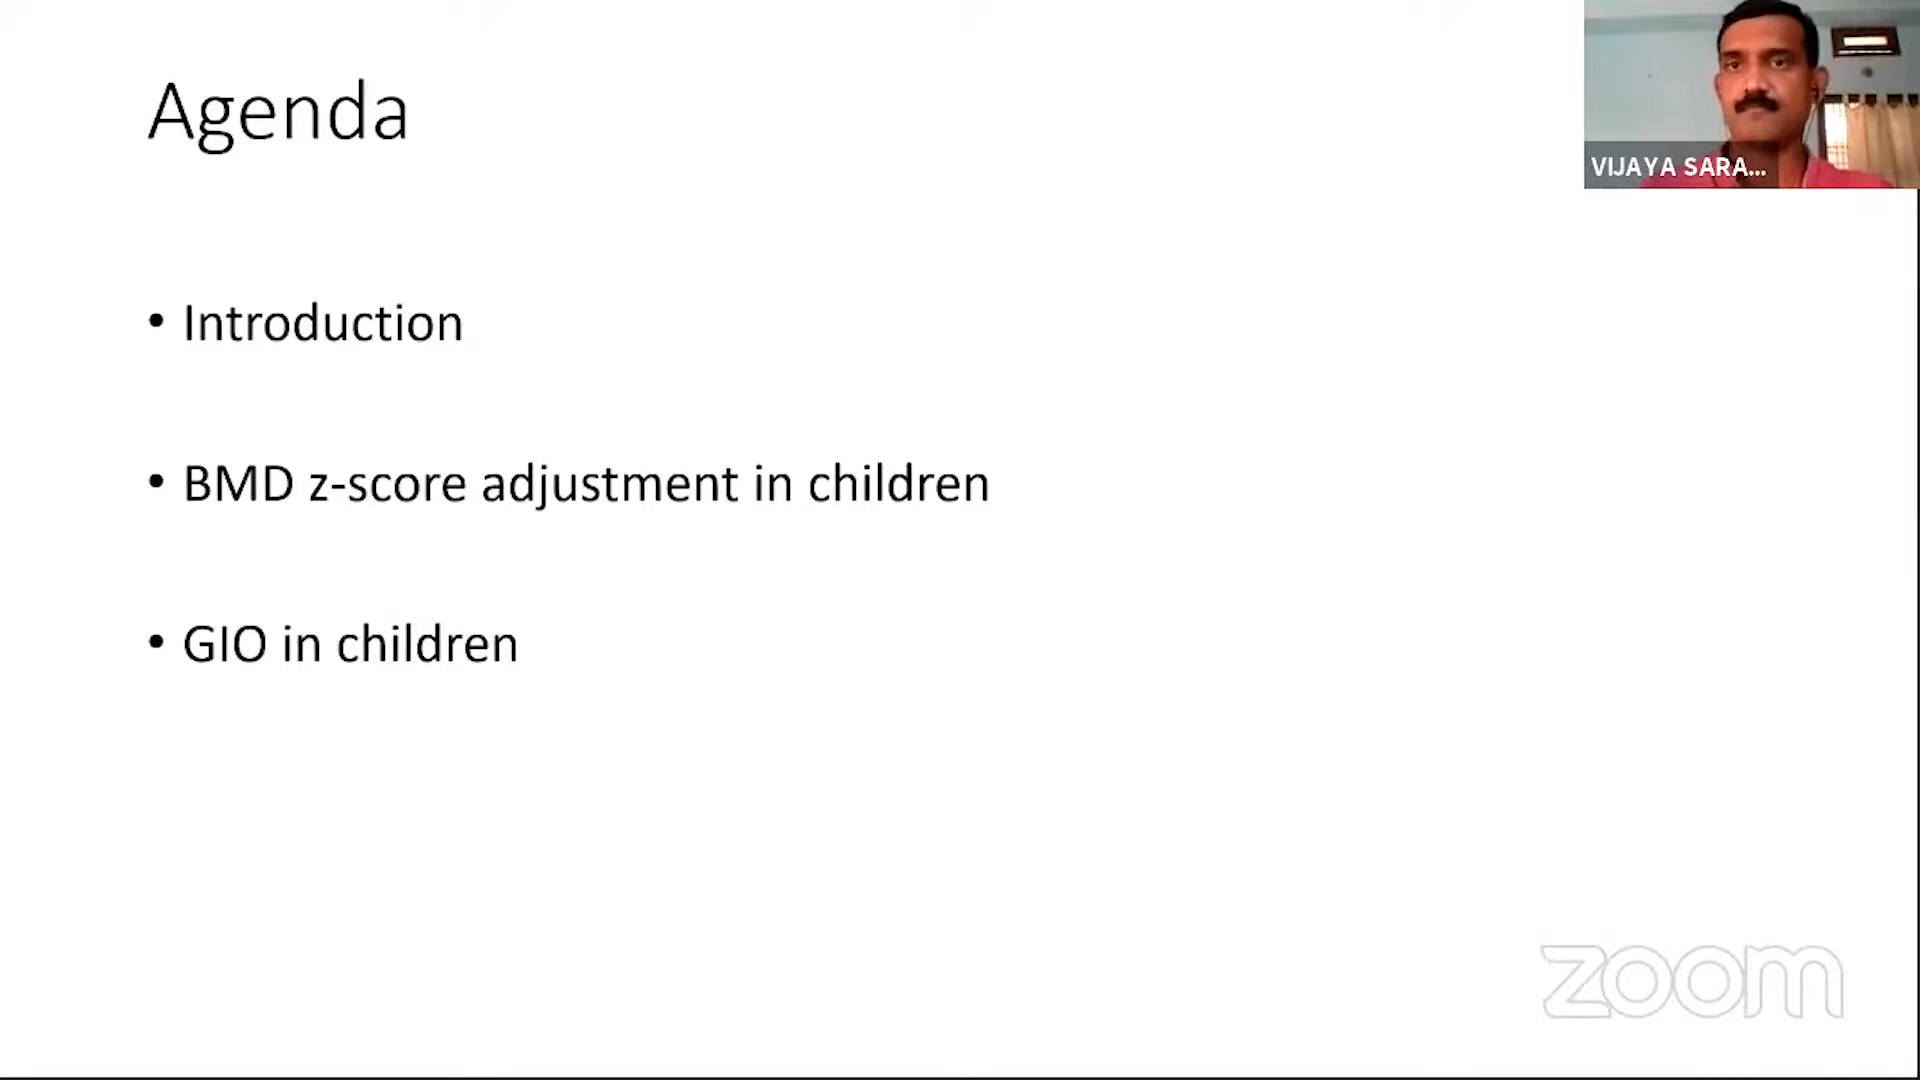 Agenda
VIJAYA SARA...
• Introduction
• BMD z-score adjustment in children
• GIO in children
zoom